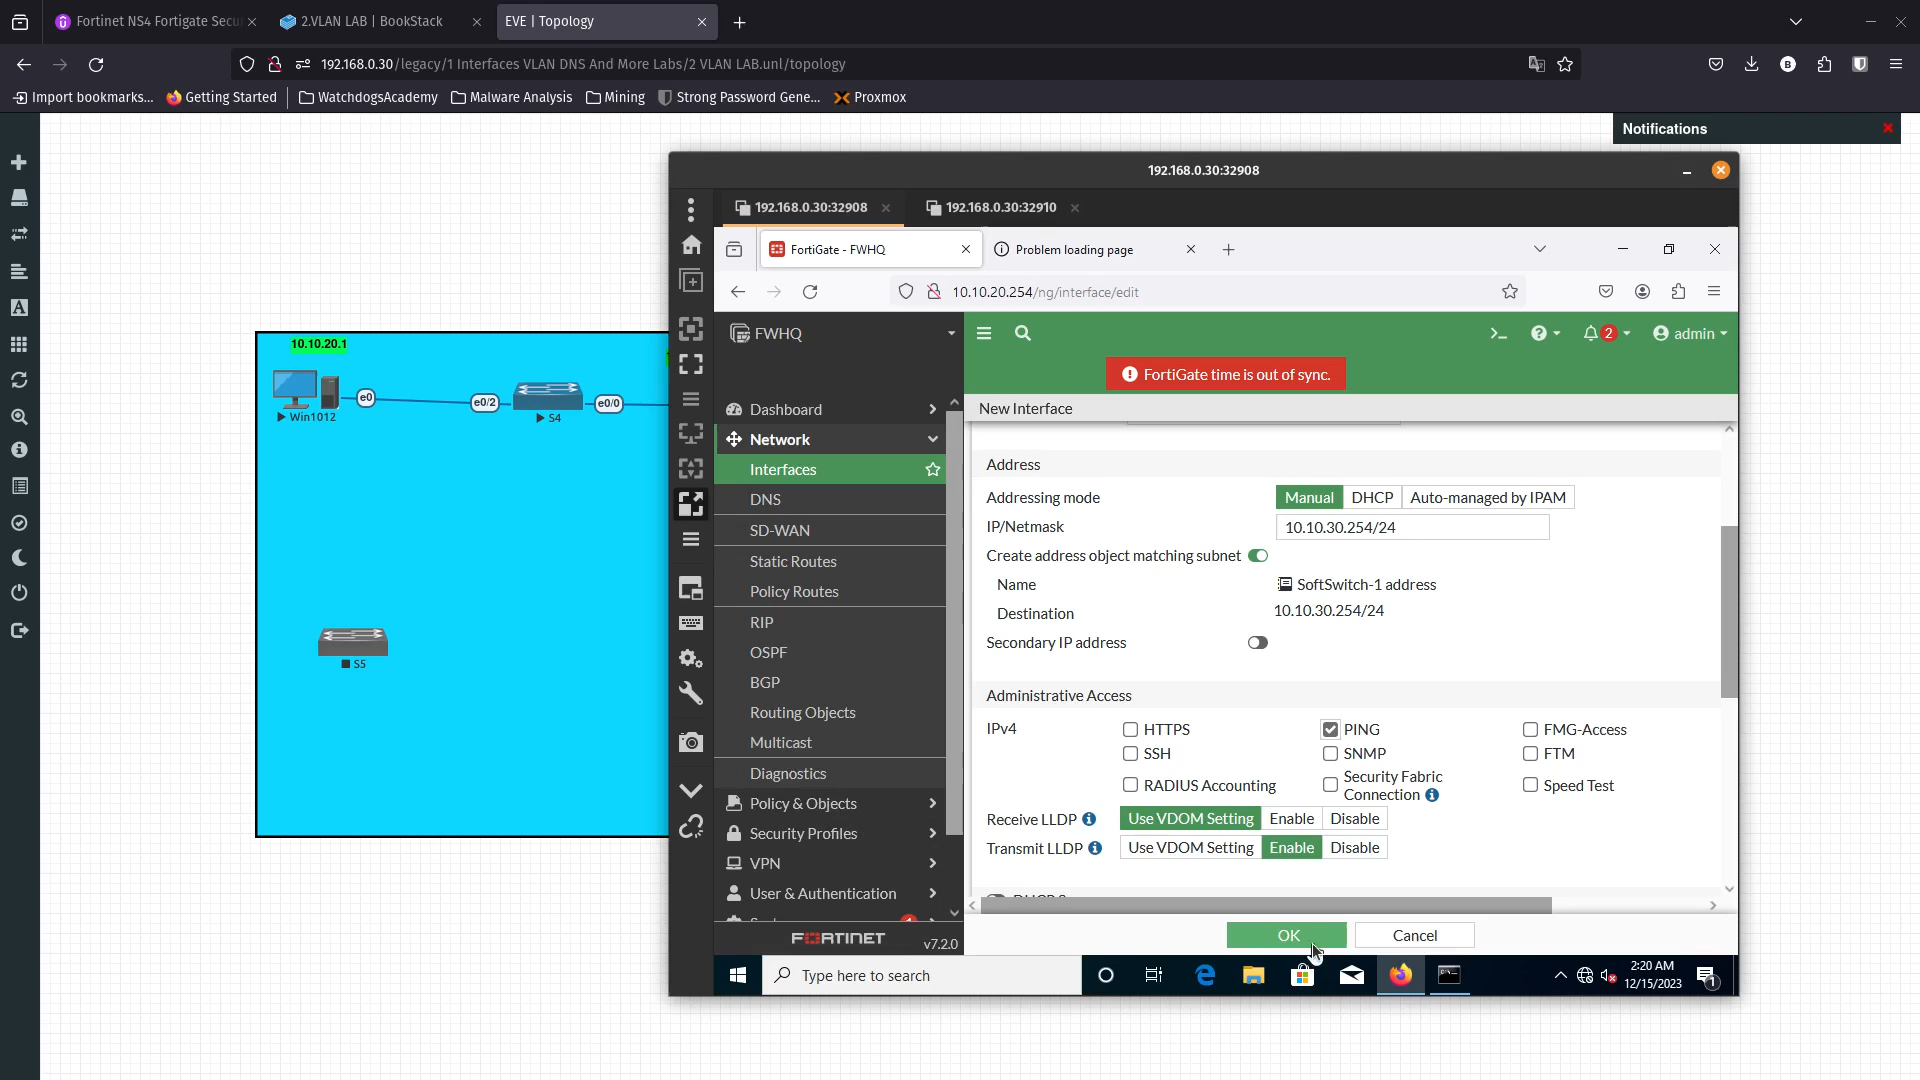 Fortinet NS4 Fortigate Secu
2.VLAN LAB | BookStack
EVE | Topology
192.168.0.30/legacy/1 Interfaces VLAN DNS And More Labs/2 VLAN LAB.unl/topology
Import bookmarks...
Getting Started
WatchdogsAcademy
Malware Analysis
Mining
Strong Password Gene...
Proxmox
Notifications
10.10.20.1
Win1012
e0
e0/2
S4
e0/0
S5
192.168.0.30:32908
192.168.0.30:32908
192.168.0.30:32910
FortiGate - FWHQ
Problem loading page
10.10.20.254/ng/interface/edit
FWHQ
2
admin
FortiGate time is out of sync.
Dashboard
Network
Interfaces
DNS
SD-WAN
Static Routes
Policy Routes
RIP
OSPF
BGP
Routing Objects
Multicast
Diagnostics
Policy & Objects
Security Profiles
VPN
User & Authentication
FORTINET
v7.2.0
New Interface
Address
Addressing mode
Manual
DHCP
Auto-managed by IPAM
IP/Netmask
10.10.30.254/24
Create address object matching subnet
Name
SoftSwitch-1 address
Destination
10.10.30.254/24
Secondary IP address
Administrative Access
IPv4
HTTPS
PING
FMG-Access
SSH
SNMP
FTM
RADIUS Accounting
Security Fabric
Connection
Speed Test
Receive LLDP
Use VDOM Setting
Enable
Disable
Transmit LLDP
Use VDOM Setting
Enable
Disable
OK
Cancel
Type here to search
2:20 AM
12/15/2023
1